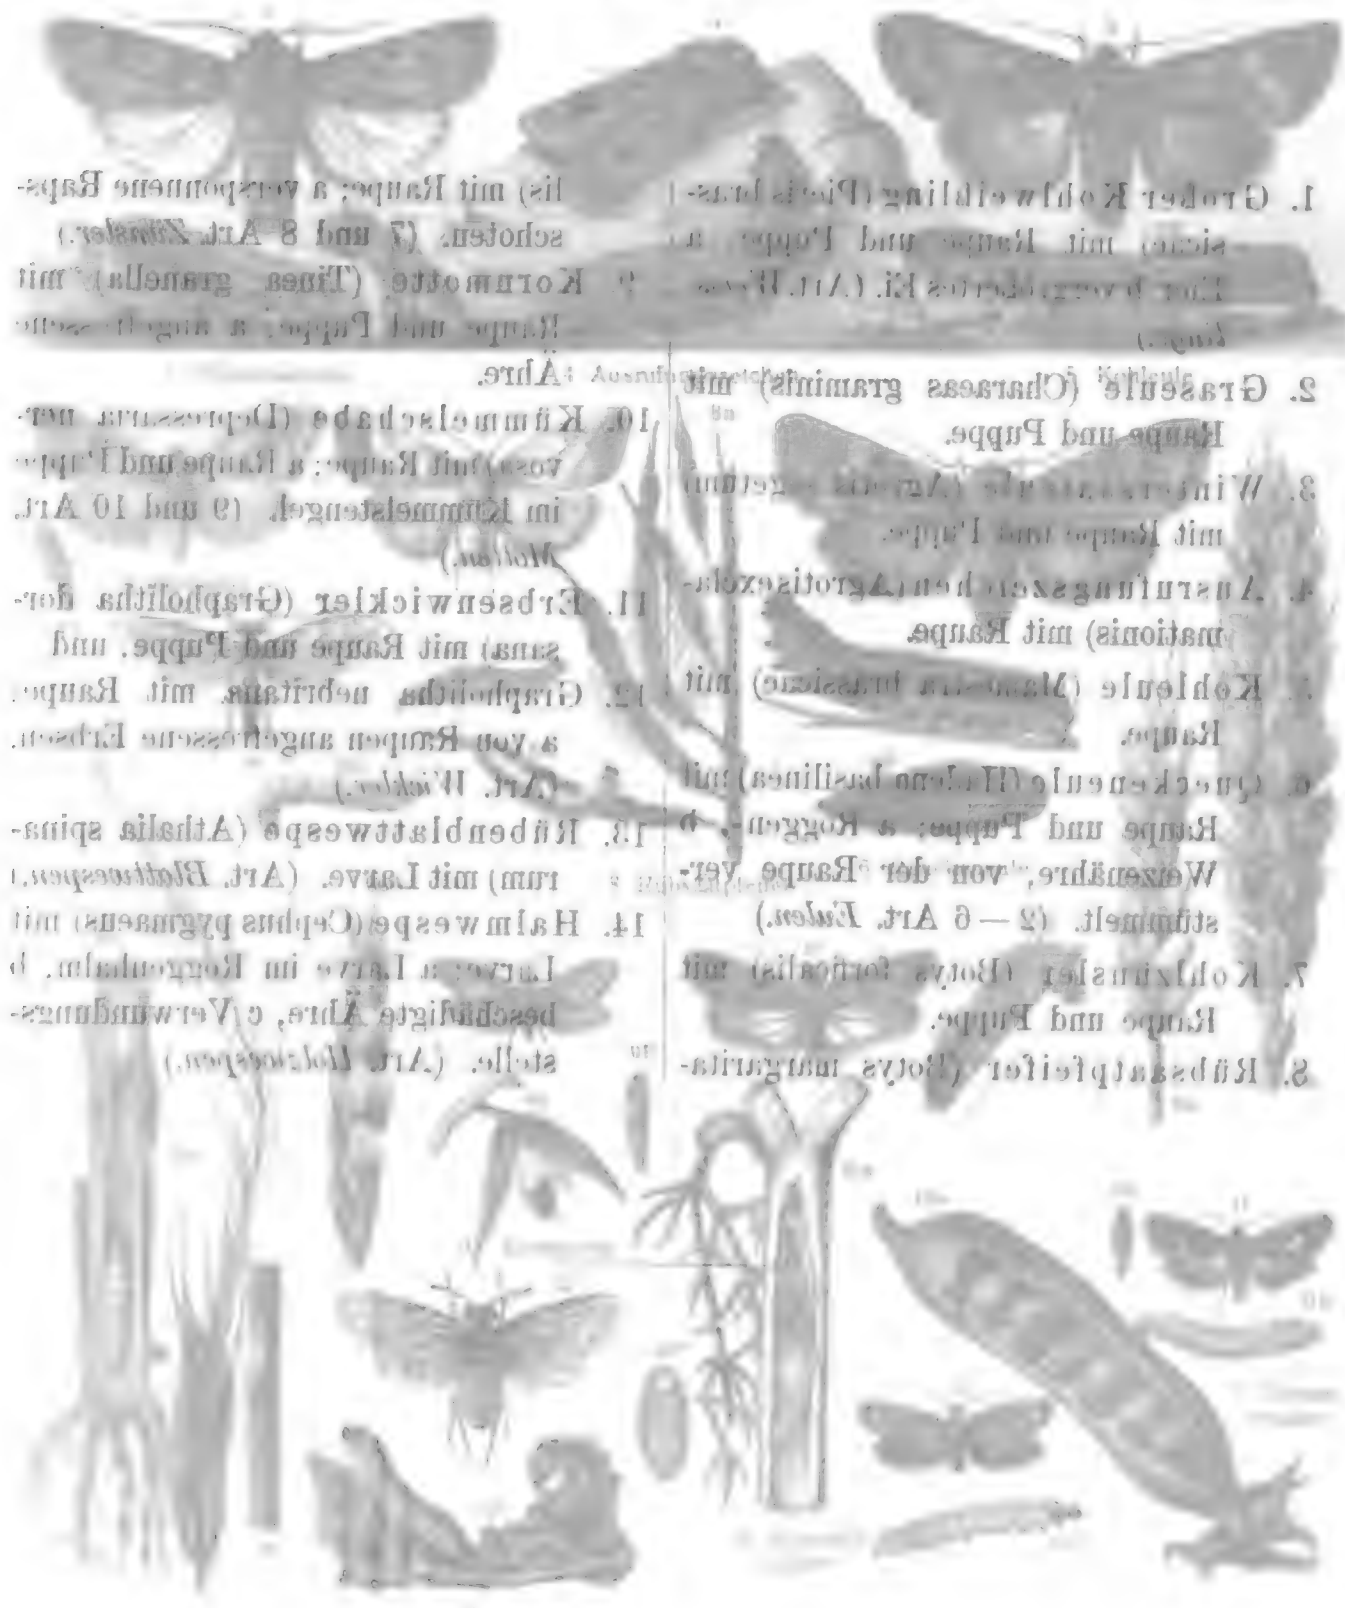 1. Großer Kohlweißling (Pieris bras-
sicae) mit Raupe und Puppe; a
Eier b vergrößertes Ei. (Art. Weiss-
linge.)
2. Graseule (Charaeas graminis) mit
Raupe und Puppe.
3. Wintersaateule (Agrotis segetum)
mit Raupe und Puppe.
4. Ausrufungszeichen (Agrotis excla-
mationis) mit Raupe.
5. Kohleule (Mamestra brassicae) mit
Raupe.
6. Queckeneule (Hadena basilinea) mit
Raupe und Puppe; a Roggen-, b
Weizenähre, von der Raupe ver-
stümmelt. (2—6 Art. Eulen.)
7. Kohlzünsler (Botys forficalis) mit
Raupe und Puppe.
8. Rübsaatpfeifer (Botys margarita-
lis) mit Raupe; a versponnene Raps-
schoten. (7 und 8 Art. Zünsler.)
9. Kornmotte (Tinea granella) mit
Raupe und Puppe; a angefressene
Ähre.
10. Kümmelschabe (Depressaria ner-
vosa) mit Raupe; a Raupe und Puppe
im Kümmelstengel. (9 und 10 Art.
Motten.)
11. Erbsenwickler (Grapholitha dor-
sana) mit Raupe und Puppe, und
12. Grapholitha nebritana mit Raupe,
a von Raupen angefressene Erbsen.
(Art. Wickler.)
13. Rübenblattwespe (Athalia spina-
rum) mit Larve. (Art. Blattwespen.)
14. Halmwespe (Cephus pygmaeus) mit
Larve; a Larve im Roggenhalm, b
beschädigte Ähre, c Verwundungs-
stelle. (Art. Holzwespen.)